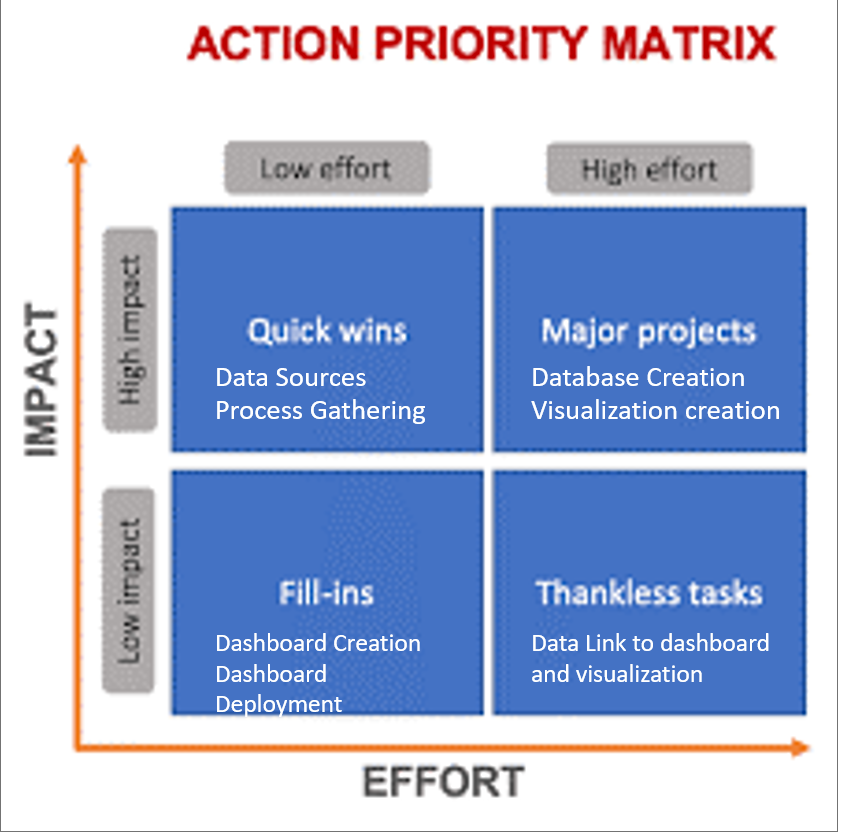 ACTION PRIORITY MATRIX
Low effort
High effort
IMPACT
High impact
Quick wins
Data Sources
Process Gathering
Major projects
Database Creation
Visualization creation
Low impact
Fill-ins
Dashboard Creation
Dashboard
Deployment
Thankless tasks
Data Link to dashboard
and visualization
EFFORT